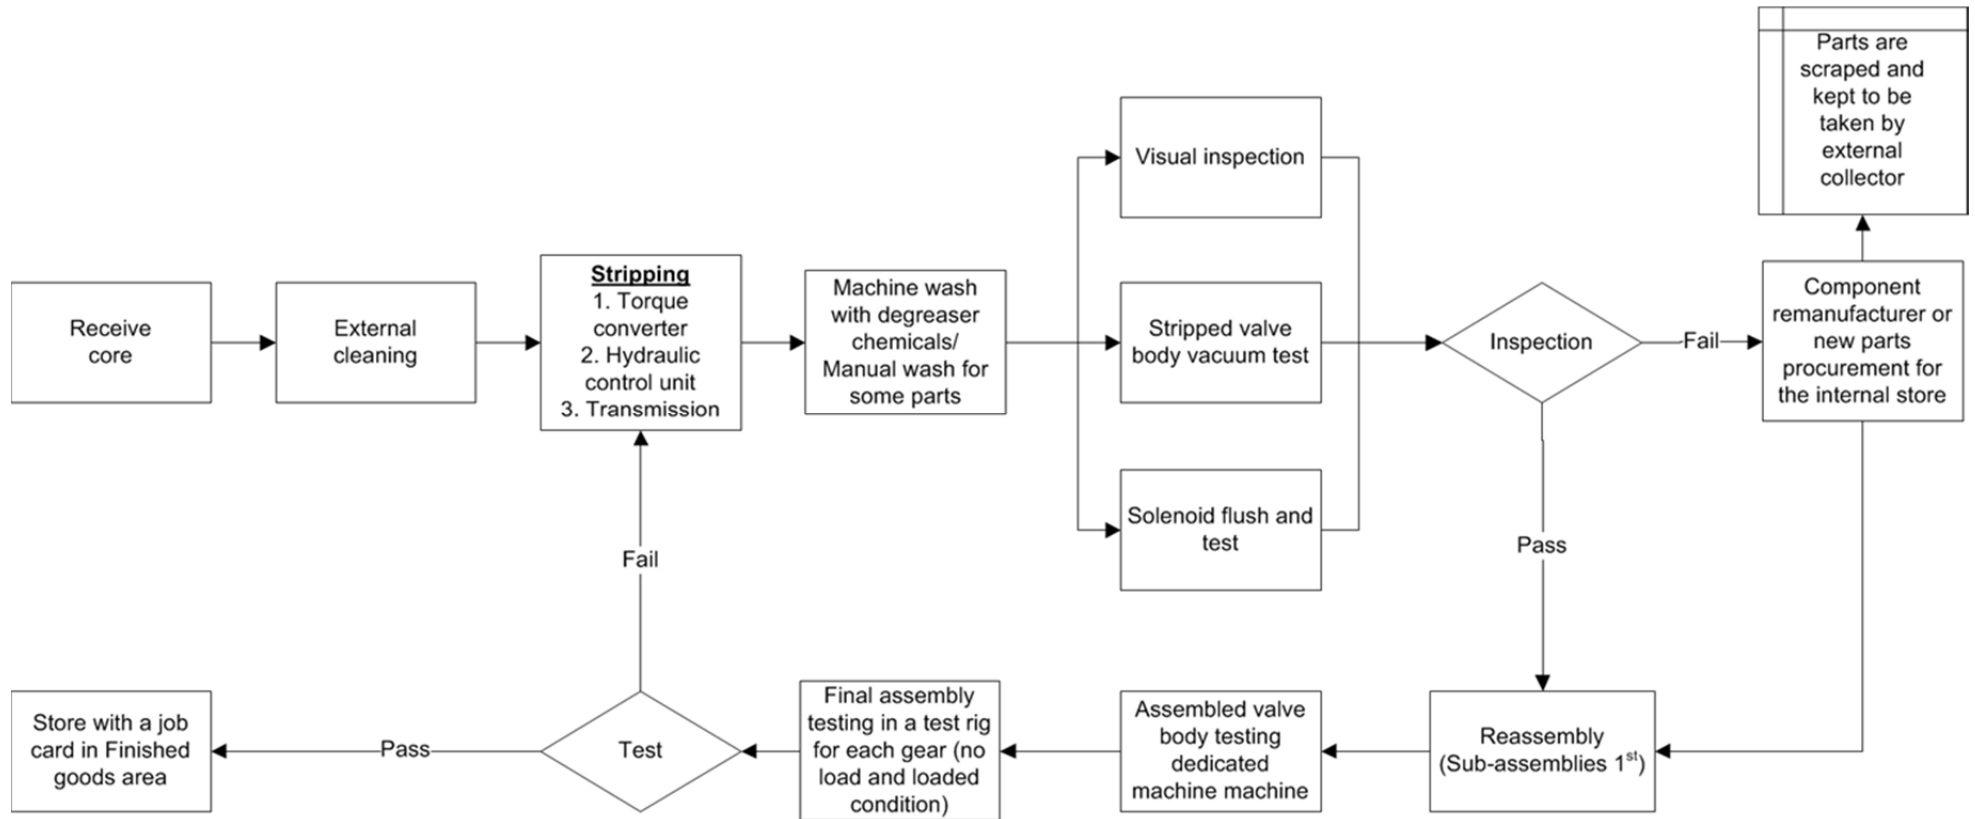 Receive
core
External
cleaning
Stripping
1. Torque
converter
2. Hydraulic
control unit
3. Transmission
Machine wash
with degreaser
chemicals/
Manual wash for
some parts
Visual inspection
Stripped valve
body vacuum test
Solenoid flush and
test
Inspection
Fail
Component
remanufacturer or
new parts
procurement for
the internal store
Parts are
scraped and
kept to be
taken by
external
collector
Pass
Reassembly
(Sub-assemblies 1st)
Assembled valve
body testing
dedicated
machine machine
Final assembly
testing in a test rig
for each gear (no
load and loaded
condition)
Test
Fail
Pass
Store with a job
card in Finished
goods area